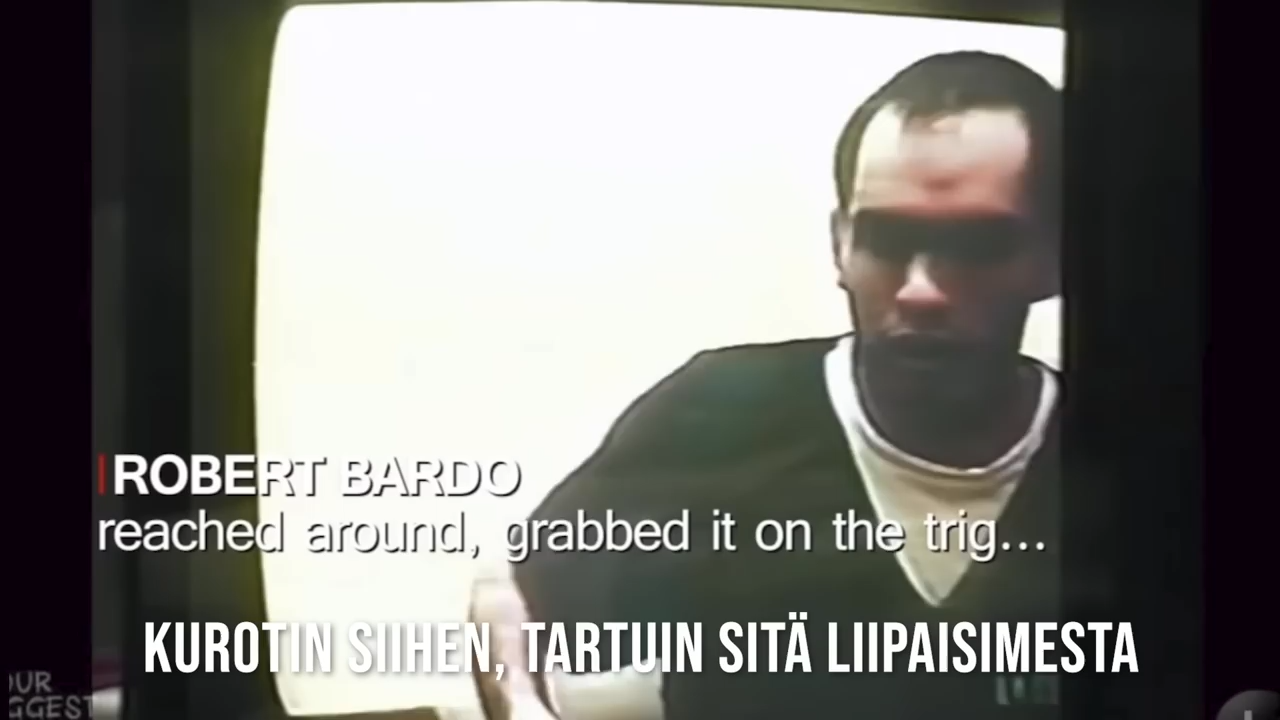 ROBERT BARDO
reached around, grabbed it on the trig...
KUROTIN SIIHEN, TARTUIN SITÄ LIIPAISIMESTA